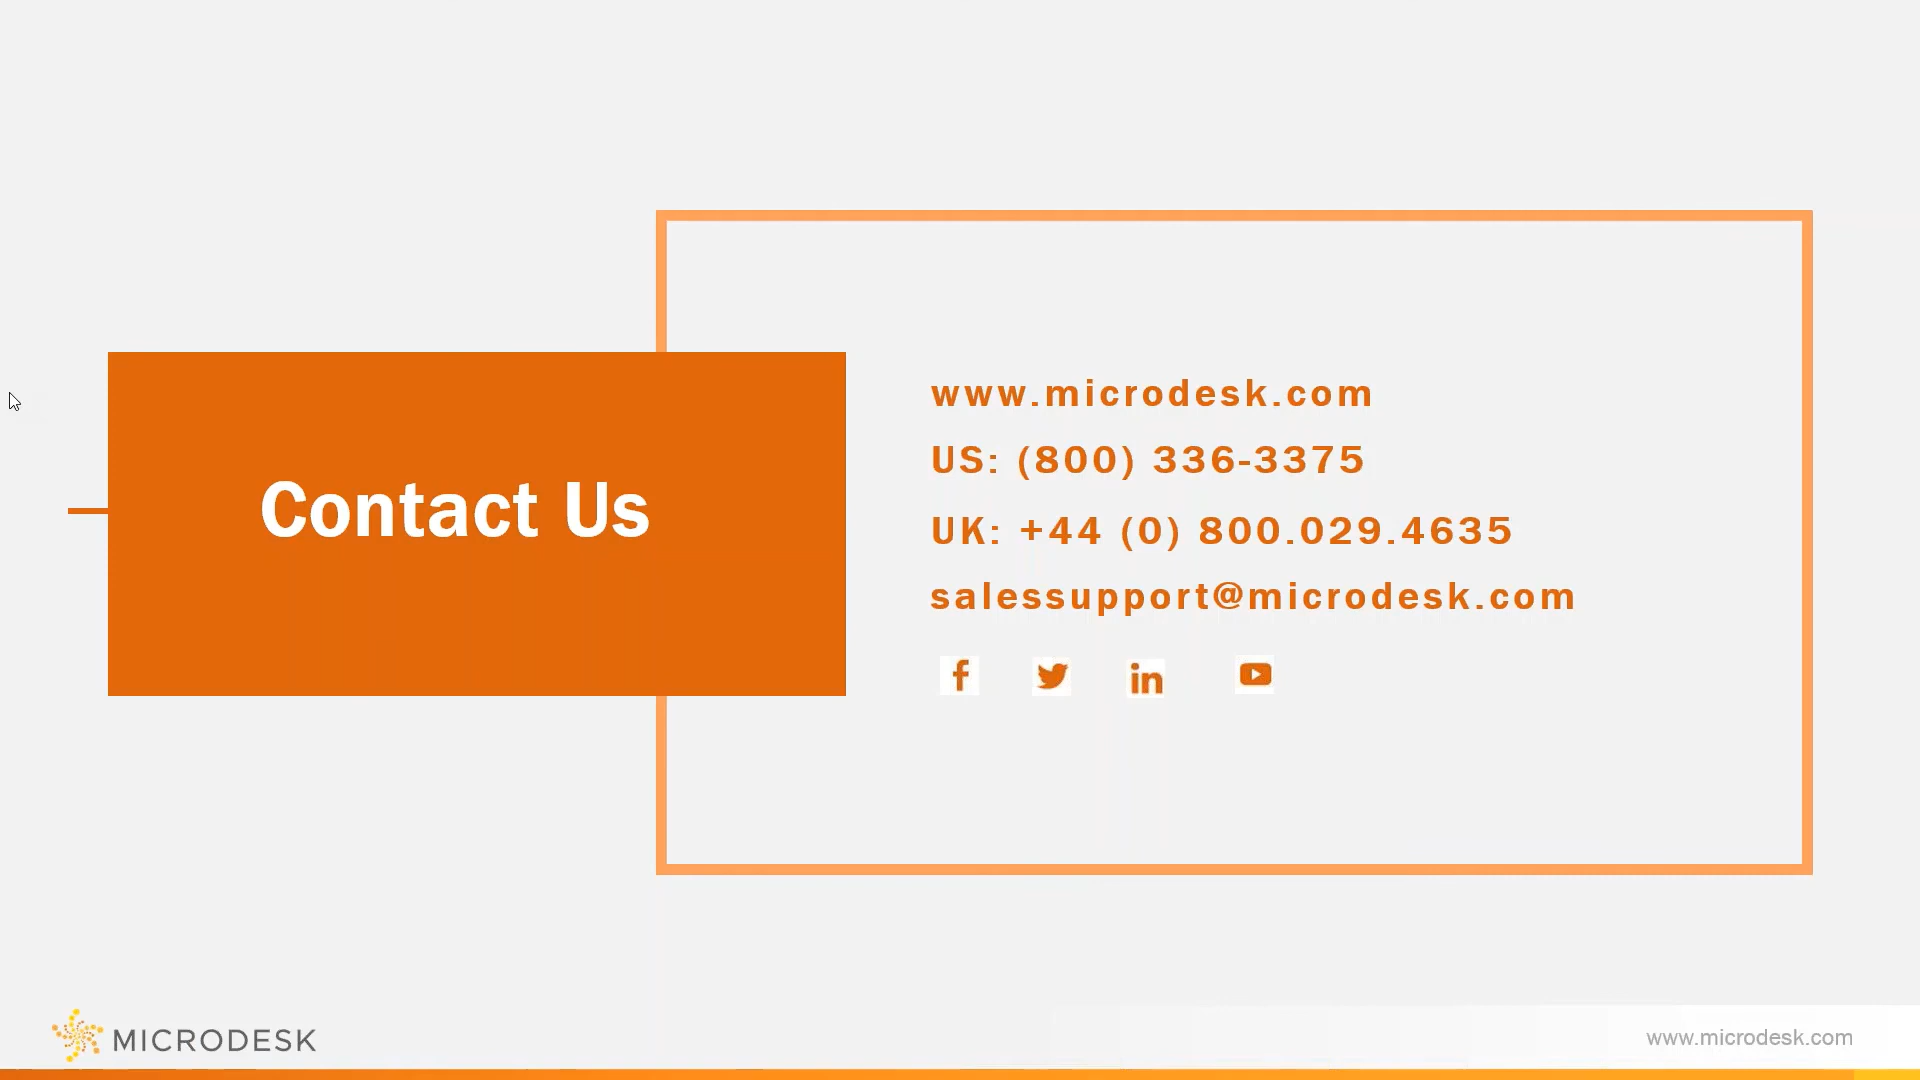 Contact Us
www.microdesk.com
US: (800) 336-3375
UK: +44 (0) 800.029.4635
salessupport@microdesk.com
MICRODESK
www.microdesk.com